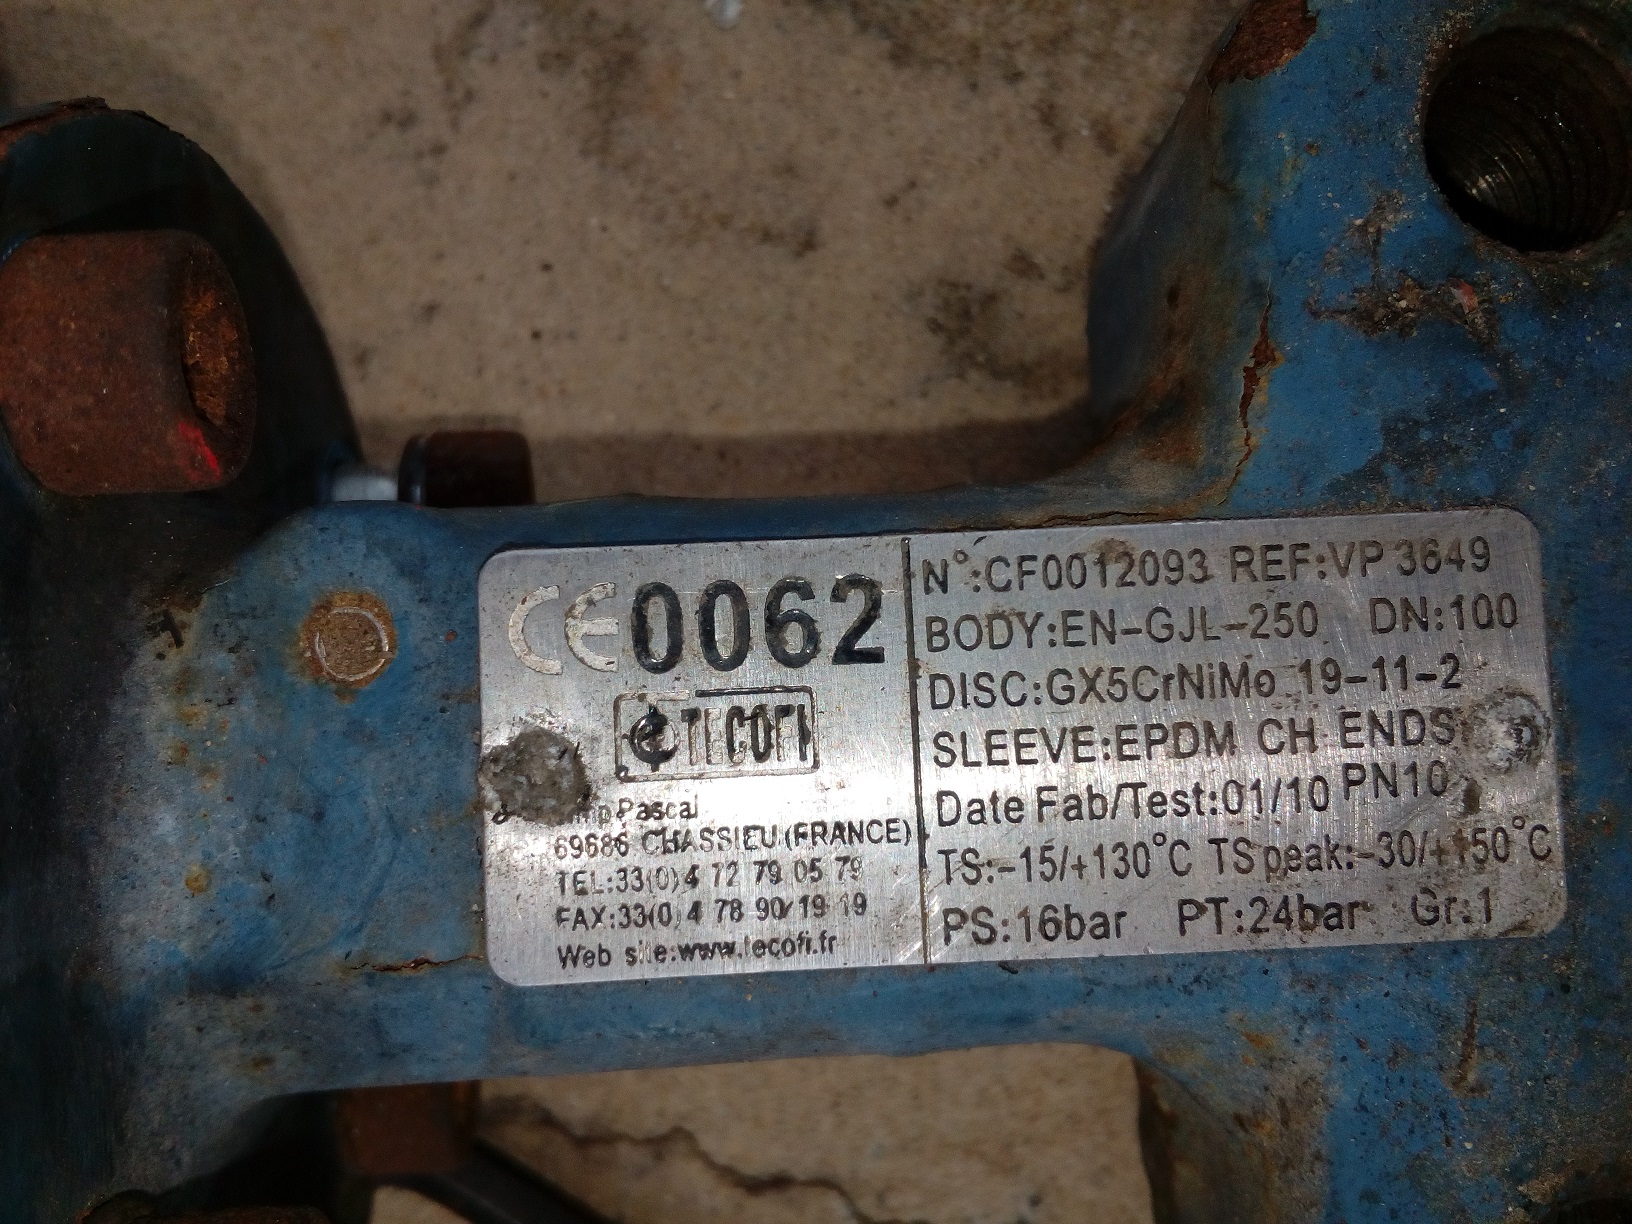 CE 0062
TECOFI
Pascal
69686 CHASSIEU (FRANCE)
TEL:33(0)4 72 79 05 79
FAX:33(0)4 78 90 19 19
Web site:www.tecofi.fr
N°:CF0012093 REF:VP 3649
BODY:EN-GJL-250 DN:100
DISC:GX5CrNiMo 19-11-2
SLEEVE:EPDM CH ENDS
Date Fab/Test:01/10 PN10
TS:-15/+130°C TS peak:-30/+150°C
PS:16bar PT:24bar Gr:1